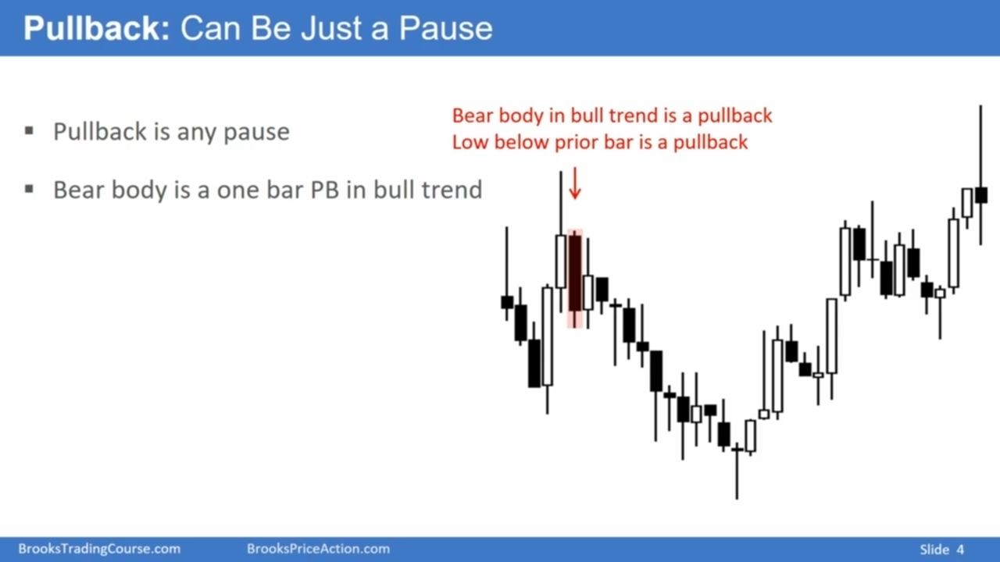 Pullback: Can Be Just a Pause
▪ Pullback is any pause
▪ Bear body is a one bar PB in bull trend
Bear body in bull trend is a pullback
Low below prior bar is a pullback
BrooksTradingCourse.com
BrooksPriceAction.com
Slide 4